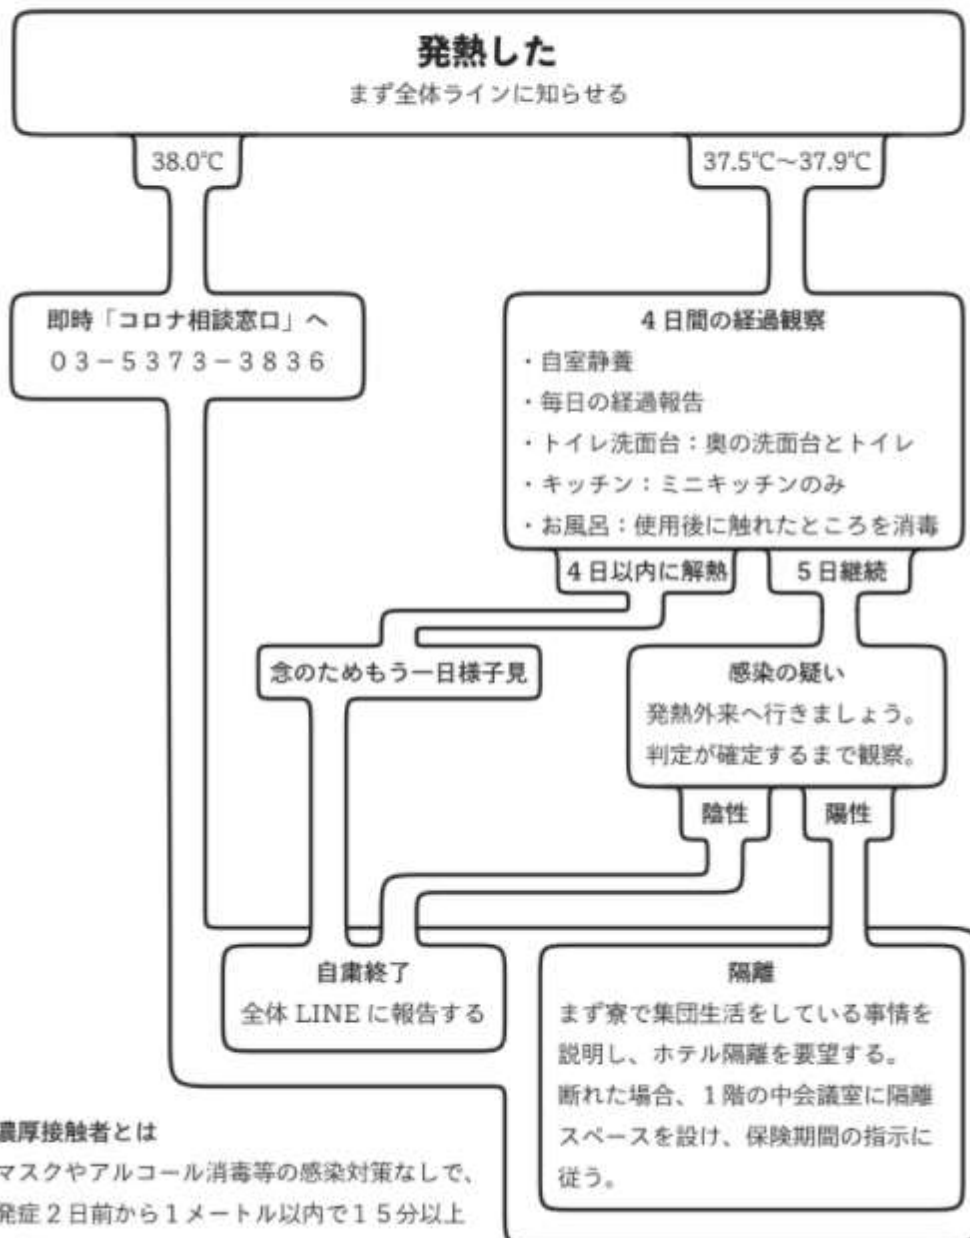 発熱した
まず全体ラインに知らせる
38.0℃
37.5℃〜37.9℃
即時「コロナ相談窓口」へ
０３－５３７３－３８３６
４日間の経過観察
・自室静養
・毎日の経過報告
・トイレ洗面台：奥の洗面台とトイレ
・キッチン：ミニキッチンのみ
・お風呂：使用後に触れたところを消毒
４日以内に解熱
５日継続
念のためもう一日様子見
感染の疑い
発熱外来へ行きましょう。
判定が確定するまで観察。
陰性
陽性
自粛終了
全体 LINE に報告する
隔離
まず寮で集団生活をしている事情を
説明し、ホテル隔離を要望する。
断れた場合、１階の中会議室に隔離
スペースを設け、保険期間の指示に
従う。
濃厚接触者とは
マスクやアルコール消毒等の感染対策なしで、
発症２日前から１メートル以内で１５分以上